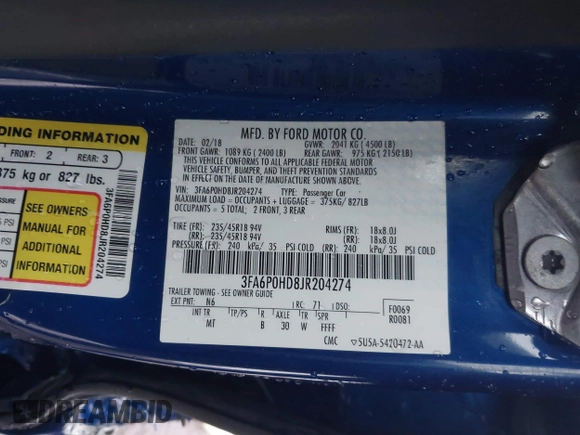 DING INFORMATION
FRONT: 2 REAR: 3
375 kg or 827 lbs.
SEE OWNERS
MANUAL FOR
ADDITIONAL
INFORMATION
3FA6P0HD8JR204274
MFD. BY FORD MOTOR CO.
DATE: 02/18 GVWR: 2041 KG ( 4500 LB)
FRONT GAWR: 1089 KG ( 2400 LB) REAR GAWR: 975 KG ( 2150 LB)
THIS VEHICLE CONFORMS TO ALL APPLICABLE FEDERAL MOTOR
VEHICLE SAFETY, BUMPER, AND THEFT PREVENTION STANDARDS
IN EFFECT ON THE DATE OF MANUFACTURE SHOWN ABOVE.
VIN: 3FA6P0HD8JR204274 TYPE: Passenger Car
MAXIMUM LOAD = OCCUPANTS + LUGGAGE = 375KG/ 827LB
OCCUPANTS = 5 TOTAL; 2 FRONT, 3 REAR
TIRE (FR): 235/45R18 94V RIMS (FR): 18x8.0J
(RR): 235/45R18 94V (RR): 18x8.0J
PRESSURE(FR): 240 kPa/ 35 PSI COLD (RR): 240 kPa/ 35 PSI COLD
3FA6P0HD8JR204274
TRAILER TOWING - SEE OWNER GUIDE
EXT PNT: N6 RC: 71 DSO: F0069
INT TR TP/PS R AXLE TR SPR R0081
MT B 30 W FFFF
CMC ▽5U5A-5420472-AA
DREAMBID